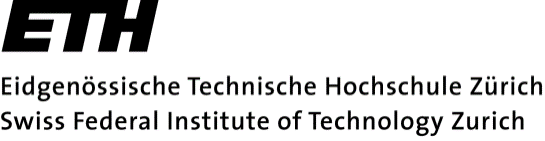 ETH
Eidgenössische Technische Hochschule Zürich
Swiss Federal Institute of Technology Zurich